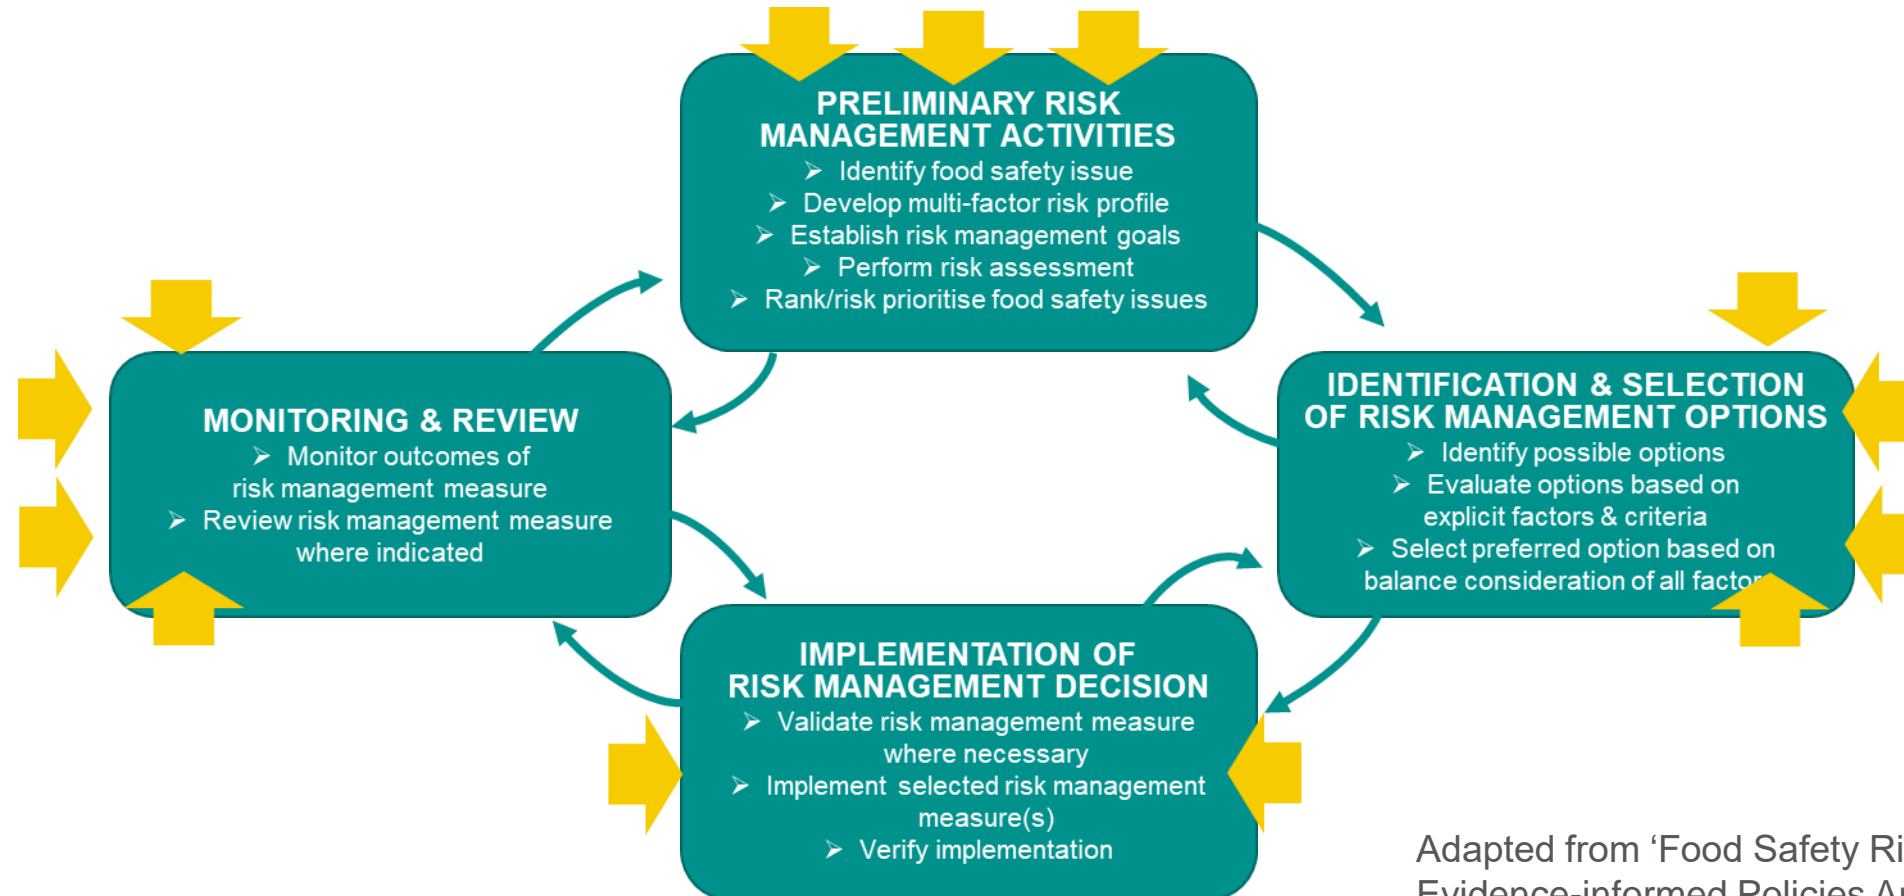 PRELIMINARY RISK
MANAGEMENT ACTIVITIES
➢ Identify food safety issue
➢ Develop multi-factor risk profile
➢ Establish risk management goals
➢ Perform risk assessment
➢ Rank/risk prioritise food safety issues
MONITORING & REVIEW
➢ Monitor outcomes of
risk management measure
➢ Review risk management measure
where indicated
IDENTIFICATION & SELECTION
OF RISK MANAGEMENT OPTIONS
➢ Identify possible options
➢ Evaluate options based on
explicit factors & criteria
➢ Select preferred option based on
balance consideration of all factor
IMPLEMENTATION OF
RISK MANAGEMENT DECISION
➢ Validate risk management measure
where necessary
➢ Implement selected risk management
measure(s)
➢ Verify implementation
Adapted from ‘Food Safety
Evidence-informed Policies